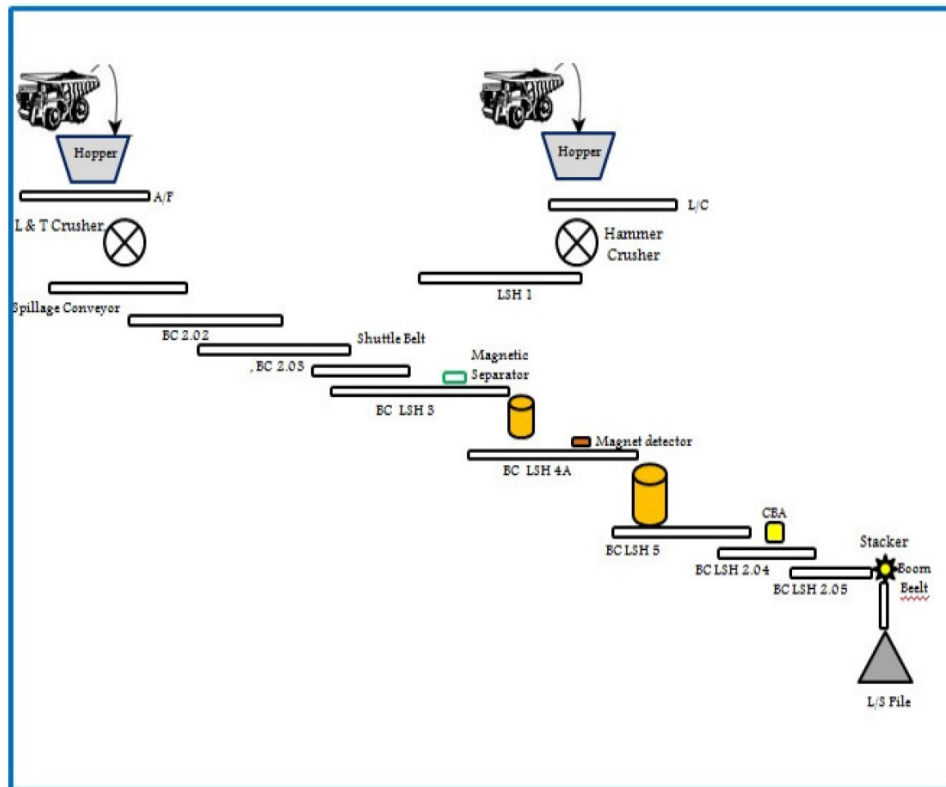 Hopper
Hopper
A/F
L/C
L & T Crusher
Hammer
Crusher
LSH 1
Spillage Conveyor
BC 2.02
Shuttle Belt
, BC 2.03
Magnetic
Separator
BC LSH 3
Magnet detector
BC LSH 4A
CBA
BC LSH 5
Stacker
BC LSH 2.04
Boom
Beelt
BC LSH 2.05
L/S File